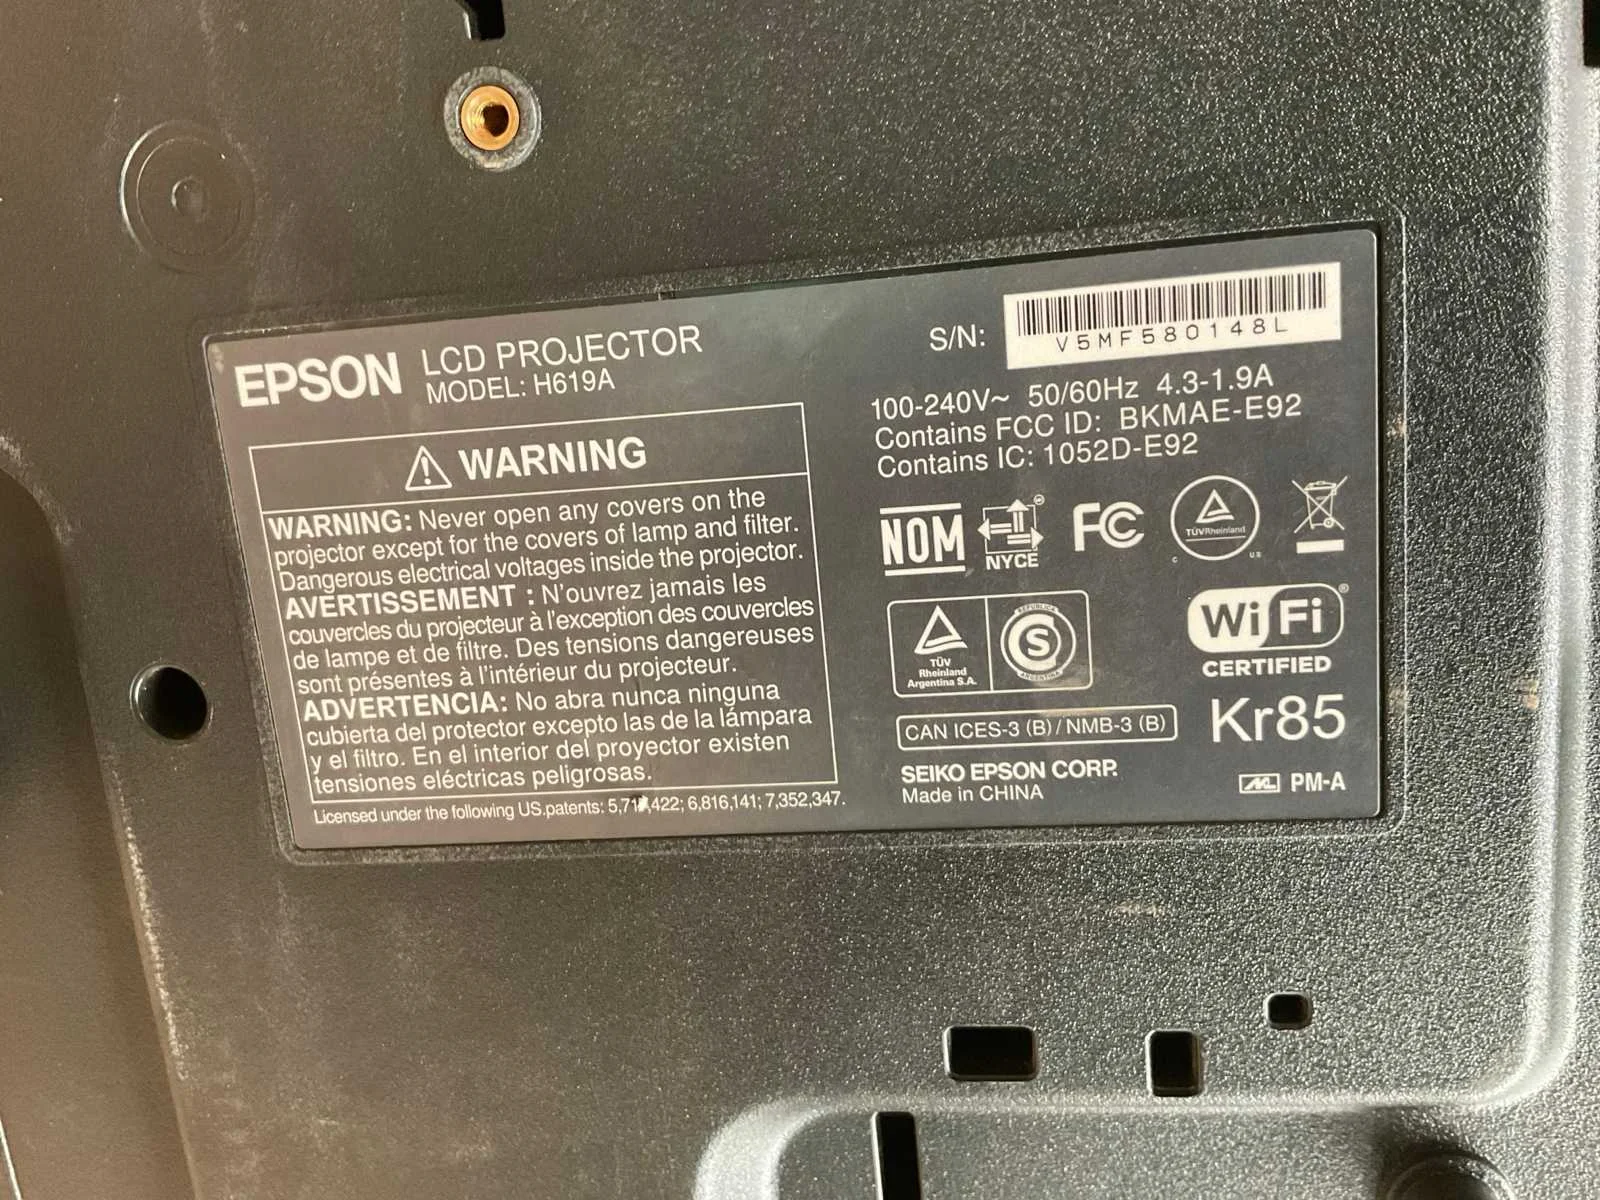 EPSON LCD PROJECTOR
MODEL: H619A
WARNING
WARNING: Never open any covers on the
projector except for the covers of lamp and filter.
Dangerous electrical voltages inside the projector.
AVERTISSEMENT : N'ouvrez jamais les
couvercles du projecteur à l'exception des couvercles
de lampe et de filtre. Des tensions dangereuses
sont présentes à l'intérieur du projecteur.
ADVERTENCIA: No abra nunca ninguna
cubierta del protector excepto las de la lámpara
y el filtro. En el interior del proyector existen
tensiones eléctricas peligrosas.
Licensed under the following US.patents: 6,816,141; 7,352,347.
S/N:
V5MF580148L
100-240V~ 50/60Hz 4.3-1.9A
Contains FCC ID: BKMAE-E92
Contains IC: 1052D-E92
NOM
NYCE
FC
TÜVRheinland
C US
TÜV
Rheinland
Argentina S.A.
REPUBLICA
S
ARGENTINA
Wi Fi ®
CERTIFIED
CAN ICES-3 (B) / NMB-3 (B)
Kr85
SEIKO EPSON CORP.
Made in CHINA
PM-A